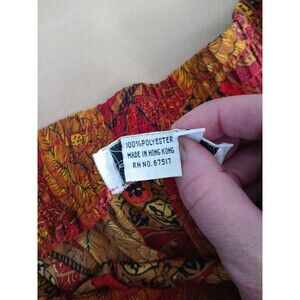 100% POLYESTER
MADE IN HONG KONG
RN NO. 67517